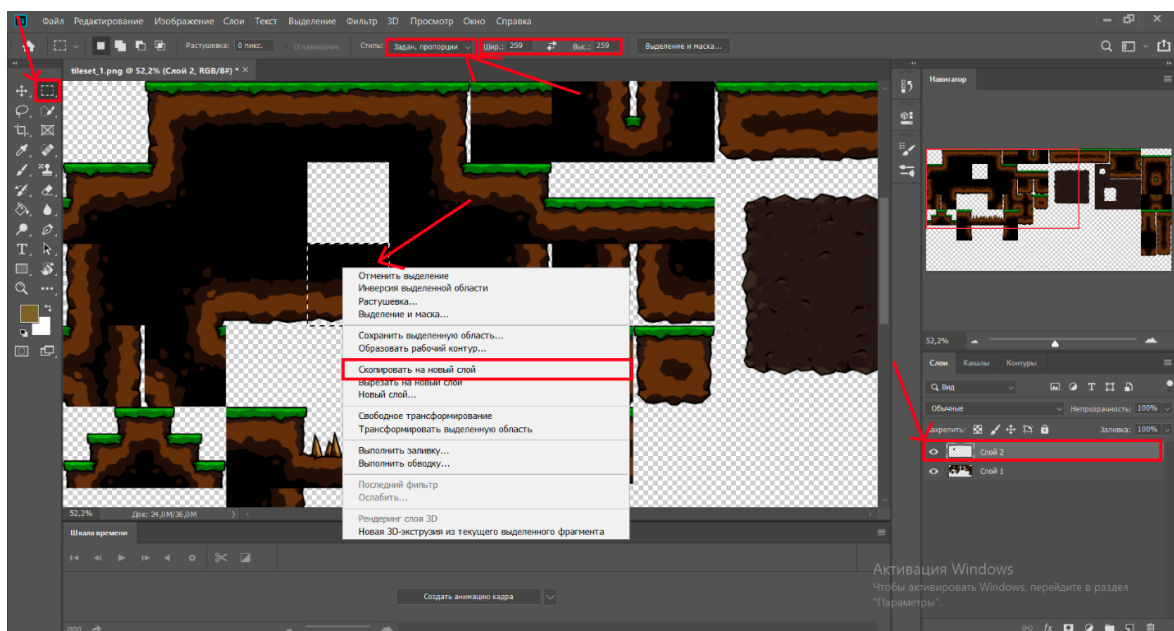 Файл Редактирование Изображение Слои Текст Выделение Фильтр 3D Просмотр Окно Справка
Растушевка: 0 пикс. Сглаживание Стиль: Задан. пропорции Шир.: 259 Выс.: 259 Выделение и маска...
tileset_1.png @ 52,2% (Слой 2, RGB/8#) * ×
Навигатор
Отменить выделение
Инверсия выделенной области
Растушевка...
Выделение и маска...
Сохранить выделенную область...
Образовать рабочий контур...
Скопировать на новый слой
Вырезать на новый слой
Новый слой...
Свободное трансформирование
Трансформировать выделенную область
Выполнить заливку...
Выполнить обводку...
Последний фильтр
Ослабить...
Рендеринг слоя 3D
Новая 3D-экструзия из текущего выделенного фрагмента
52,2%
Слои Каналы Контуры
Вид
Обычные Непрозрачность: 100%
Закрепить: Заливка: 100%
Слой 2
Слой 1
52,2% Док: 24,0M/36,0M
Шкала времени
Создать анимацию кадра
Активация Windows
Чтобы активировать Windows, перейдите в раздел
"Параметры".
fx